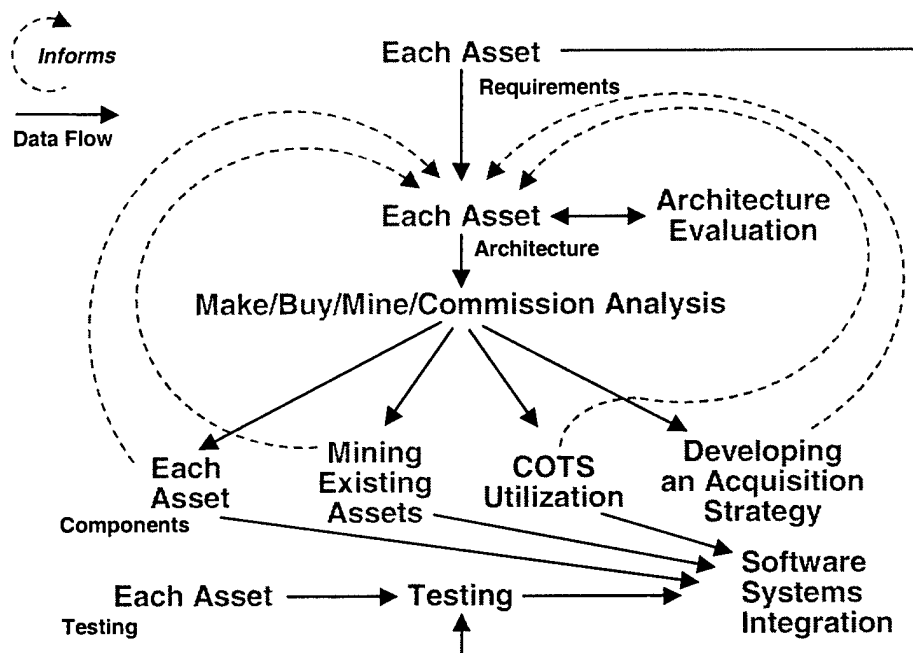 Informs
Data Flow
Each Asset
Requirements
Each Asset
Architecture
Architecture
Evaluation
Make/Buy/Mine/Commission Analysis
Each
Asset
Components
Mining
Existing
Assets
COTS
Utilization
Developing
an Acquisition
Strategy
Software
Systems
Integration
Each Asset
Testing
Testing